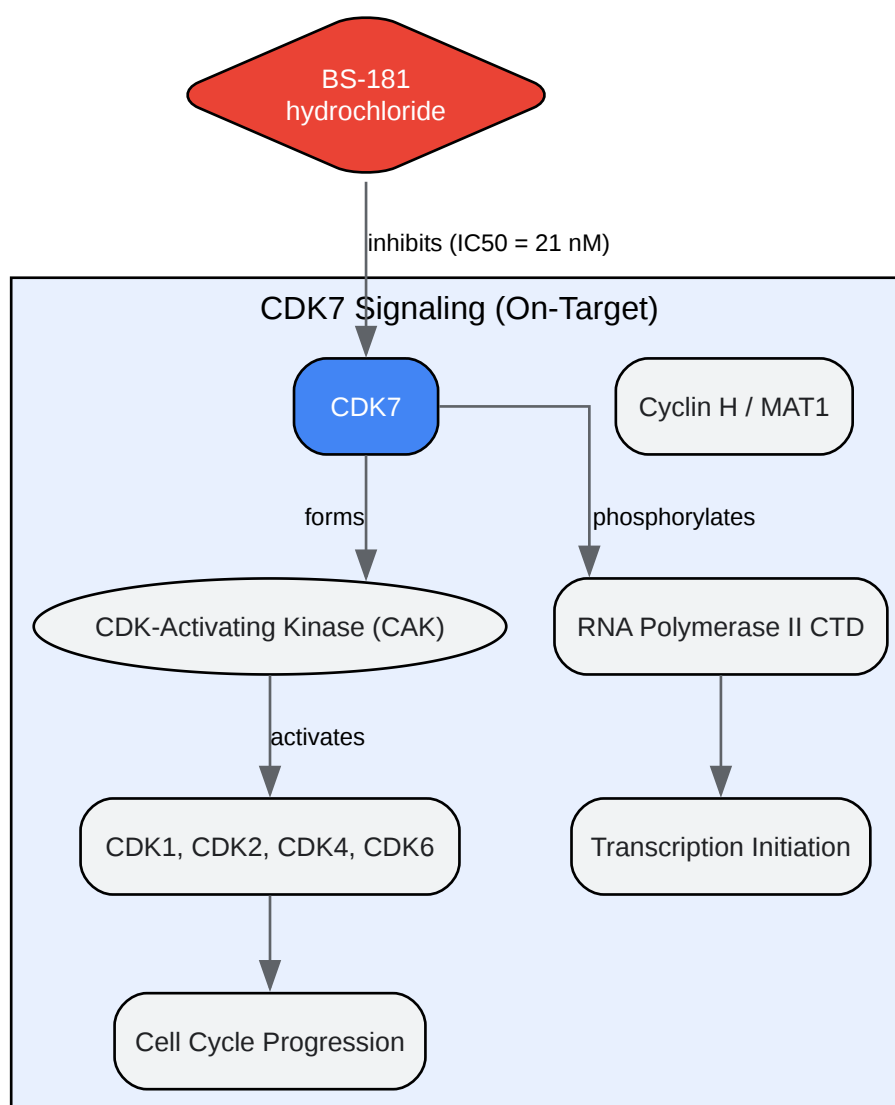 BS-181
hydrochloride
inhibits (IC50 = 21 nM)
CDK7 Signaling (On-Target)
CDK7
Cyclin H / MAT1
forms
phosphorylates
CDK-Activating Kinase (CAK)
RNA Polymerase II CTD
activates
CDK1, CDK2, CDK4, CDK6
Transcription Initiation
Cell Cycle Progression